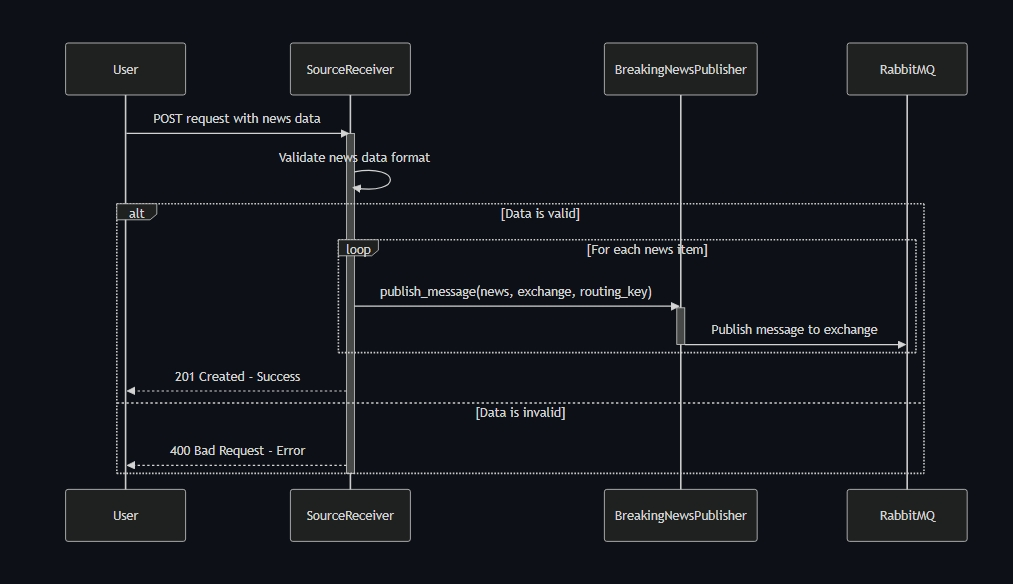 User
SourceReceiver
BreakingNewsPublisher
RabbitMQ
POST request with news data
Validate news data format
alt
[Data is valid]
loop
[For each news item]
publish_message(news, exchange, routing_key)
Publish message to exchange
201 Created - Success
[Data is invalid]
400 Bad Request - Error
User
SourceReceiver
BreakingNewsPublisher
RabbitMQ